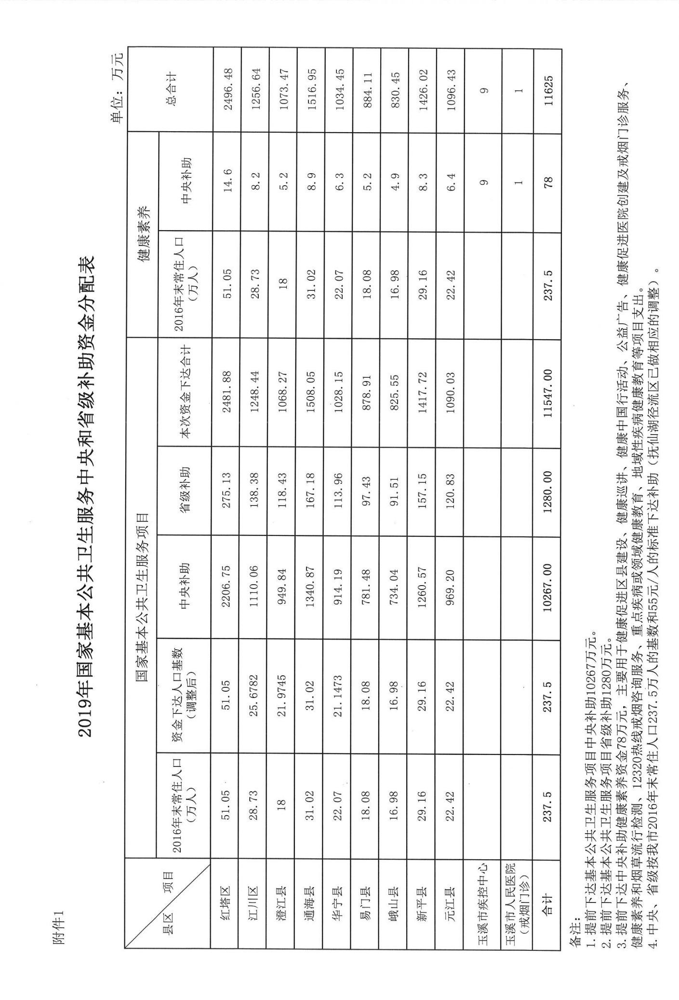 附件1
2019年国家基本公共卫生服务中央和省级补助资金分配表
单位：万元
项目 县区 国家基本公共卫生服务项目 健康素养 总合计
2016年末常住人口（万人） 资金下达人口基数（调整后） 中央补助 省级补助 本次资金下达合计 2016年末常住人口（万人） 中央补助
红塔区 51.05 51.05 2206.75 275.13 2481.88 51.05 14.6 2496.48
江川区 28.73 25.6782 1110.06 138.38 1248.44 28.73 8.2 1256.64
澄江县 18 21.9745 949.84 118.43 1068.27 18 5.2 1073.47
通海县 31.02 31.02 1340.87 167.18 1508.05 31.02 8.9 1516.95
华宁县 22.07 21.1473 914.19 113.96 1028.15 22.07 6.3 1034.45
易门县 18.08 18.08 781.48 97.43 878.91 18.08 5.2 884.11
峨山县 16.98 16.98 734.04 91.51 825.55 16.98 4.9 830.45
新平县 29.16 29.16 1260.57 157.15 1417.72 29.16 8.3 1426.02
元江县 22.42 22.42 969.20 120.83 1090.03 22.42 6.4 1096.43
玉溪市疾控中心 9 9
玉溪市人民医院（戒烟门诊） 1 1
合计 237.5 237.5 10267.00 1280.00 11547.00 237.5 78 11625
备注：
1. 提前下达基本公共卫生服务项目中央补助10267万元。
2. 提前下达基本公共卫生服务项目省级补助1280万元。
3. 提前下达中央补助健康素养资金78万元，主要用于健康促进区县建设、健康巡讲、健康中国行活动、公益广告、健康促进医院创建及戒烟门诊服务、
健康素养和烟草流行检测、12320热线戒烟咨询服务、重点疾病或领域健康教育、地域性疾病健康教育等项目支出。
4. 中央、省级按我市2016年末常住人口237.5万人的基数和55元/人的标准下达补助（抚仙湖径流区已做相应的调整）。